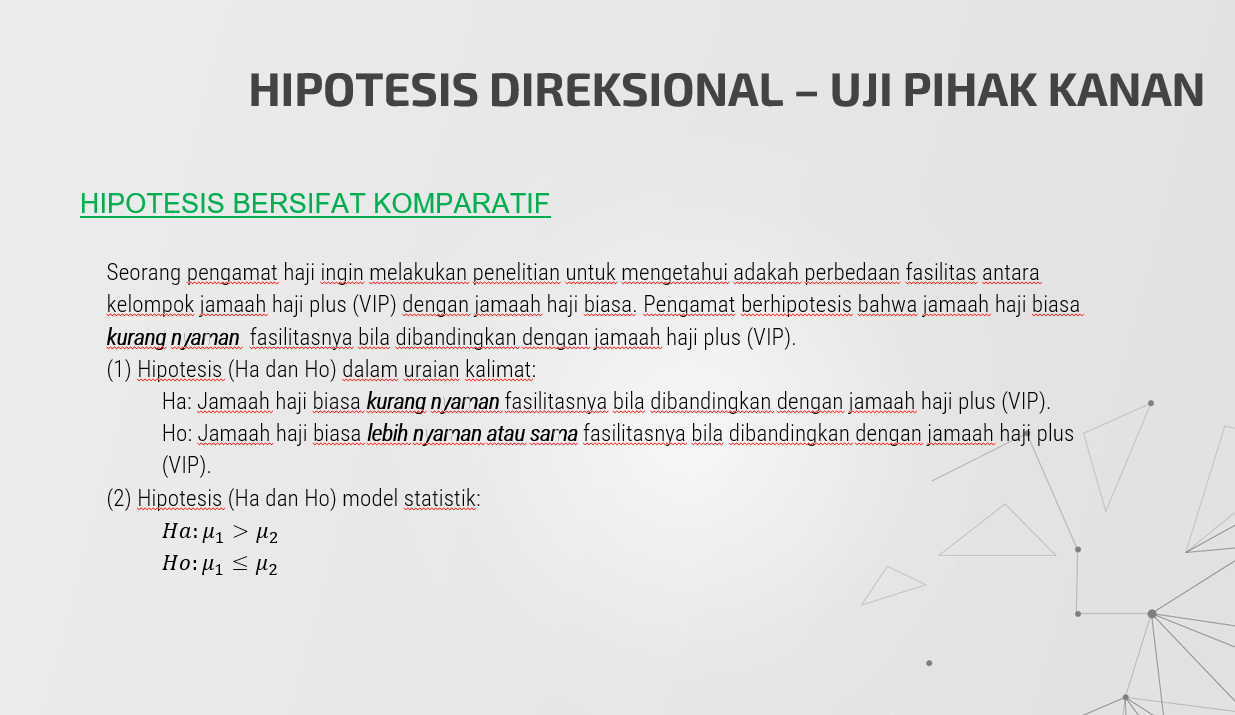 HIPOTESIS DIREKSIONAL – UJI PIHAK KANAN
HIPOTESIS BERSIFAT KOMPARATIF
Seorang pengamat haji ingin melakukan penelitian untuk mengetahui adakah perbedaan fasilitas antara
kelompok jamaah haji plus (VIP) dengan jamaah haji biasa. Pengamat berhipotesis bahwa jamaah haji biasa
kurang nyaman fasilitasnya bila dibandingkan dengan jamaah haji plus (VIP).
(1) Hipotesis (Ha dan Ho) dalam uraian kalimat:
Ha: Jamaah haji biasa kurang nyaman fasilitasnya bila dibandingkan dengan jamaah haji plus (VIP).
Ho: Jamaah haji biasa lebih nyaman atau sama fasilitasnya bila dibandingkan dengan jamaah haji plus
(VIP).
(2) Hipotesis (Ha dan Ho) model statistik:
Ha: μ₁ > μ₂
Ho: μ₁ ≤ μ₂